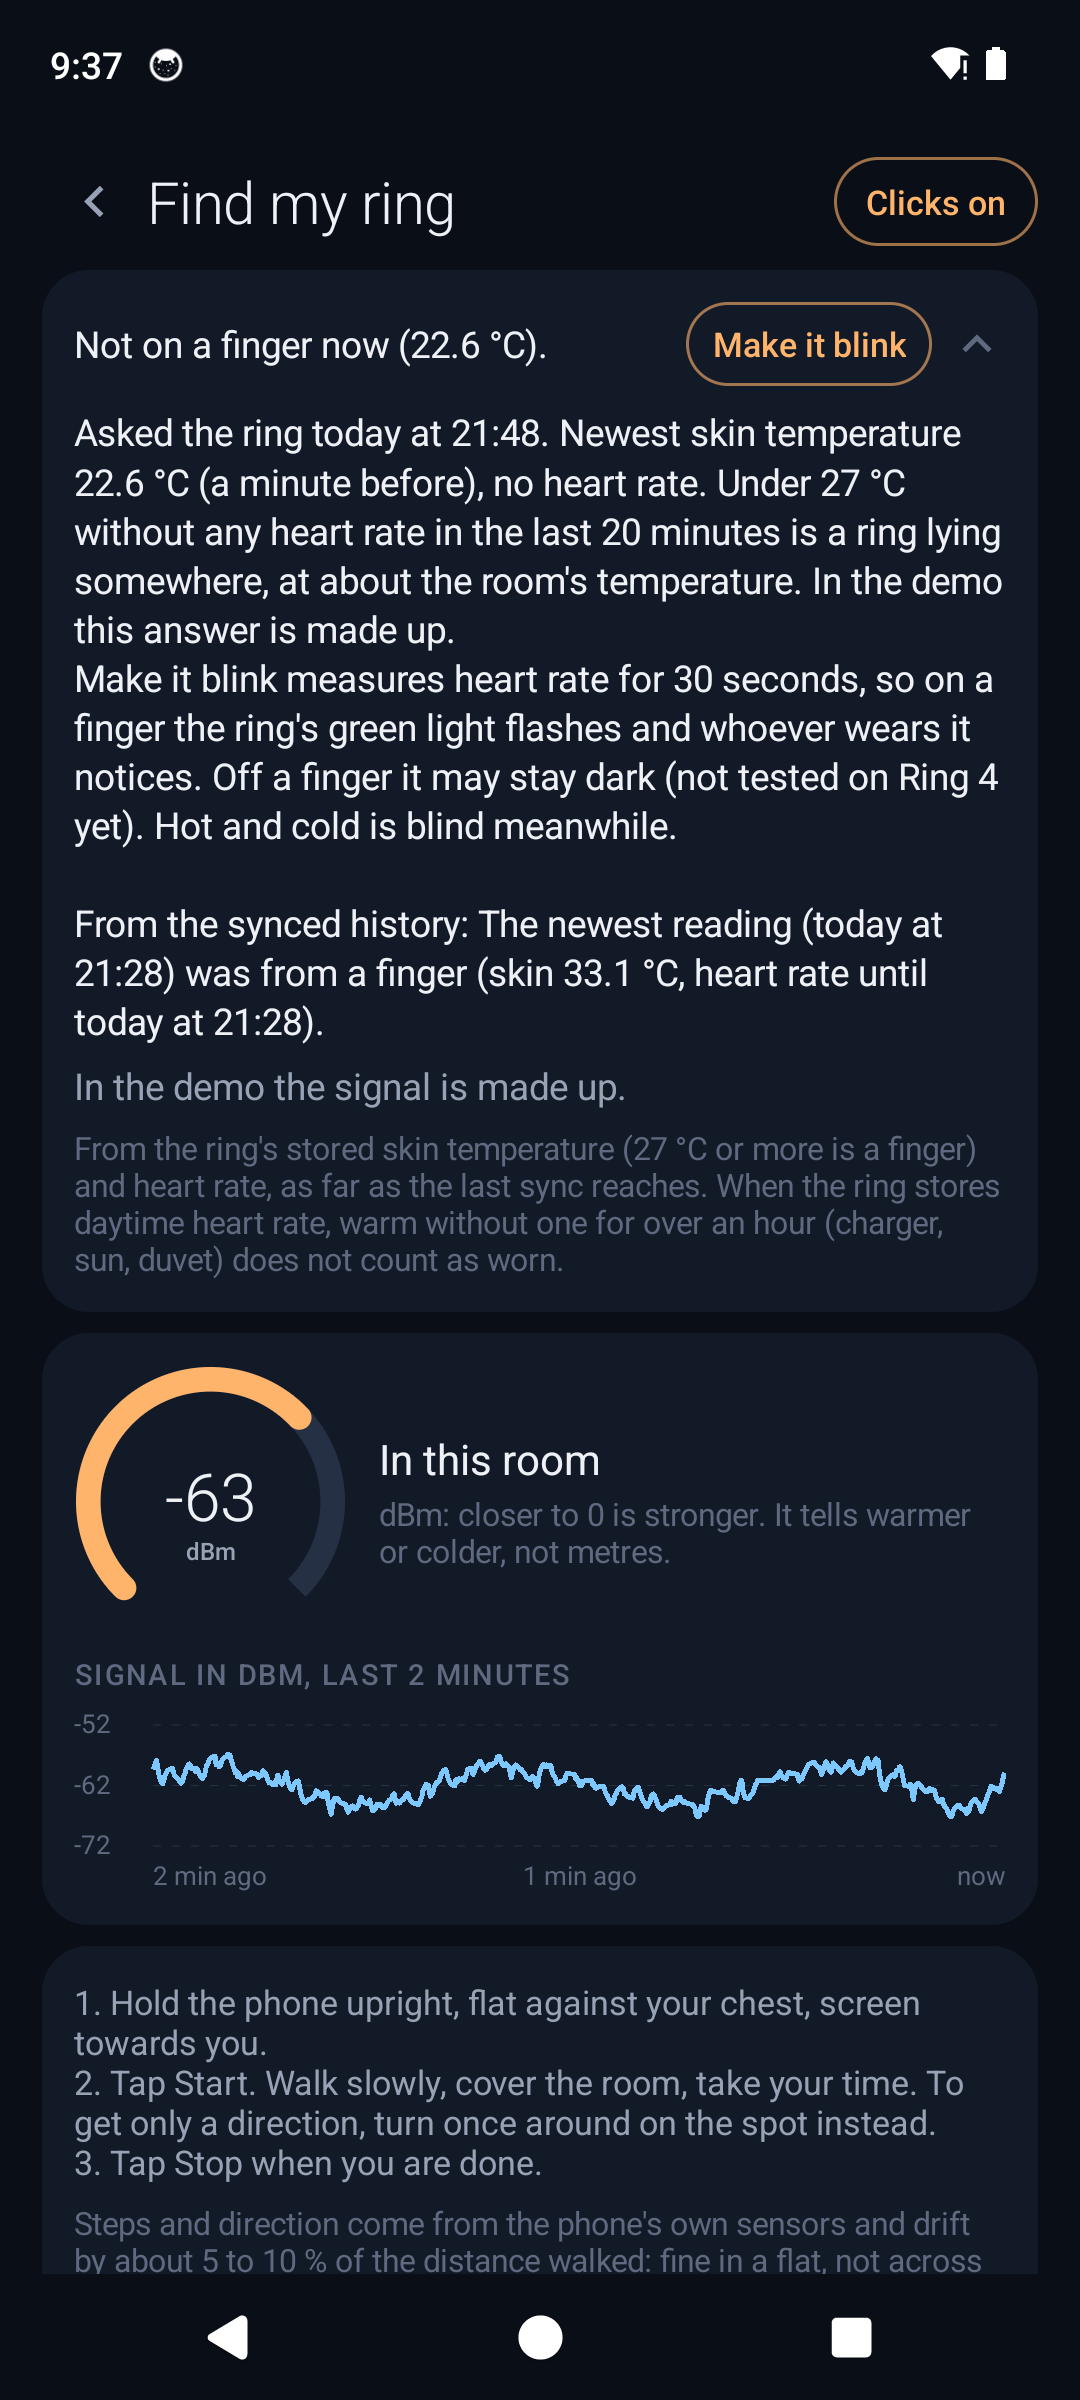 9:37
Find my ring
Clicks on
Not on a finger now (22.6 °C).
Make it blink
Asked the ring today at 21:48. Newest skin temperature
22.6 °C (a minute before), no heart rate. Under 27 °C
without any heart rate in the last 20 minutes is a ring lying
somewhere, at about the room's temperature. In the demo
this answer is made up.
Make it blink measures heart rate for 30 seconds, so on a
finger the ring's green light flashes and whoever wears it
notices. Off a finger it may stay dark (not tested on Ring 4
yet). Hot and cold is blind meanwhile.
From the synced history: The newest reading (today at
21:28) was from a finger (skin 33.1 °C, heart rate until
today at 21:28).
In the demo the signal is made up.
From the ring's stored skin temperature (27 °C or more is a finger)
and heart rate, as far as the last sync reaches. When the ring stores
daytime heart rate, warm without one for over an hour (charger,
sun, duvet) does not count as worn.
-63
dBm
In this room
dBm: closer to 0 is stronger. It tells warmer
or colder, not metres.
SIGNAL IN DBM, LAST 2 MINUTES
-52
-62
-72
2 min ago
1 min ago
now
1. Hold the phone upright, flat against your chest, screen
towards you.
2. Tap Start. Walk slowly, cover the room, take your time. To
get only a direction, turn once around on the spot instead.
3. Tap Stop when you are done.
Steps and direction come from the phone's own sensors and drift
by about 5 to 10 % of the distance walked: fine in a flat, not across